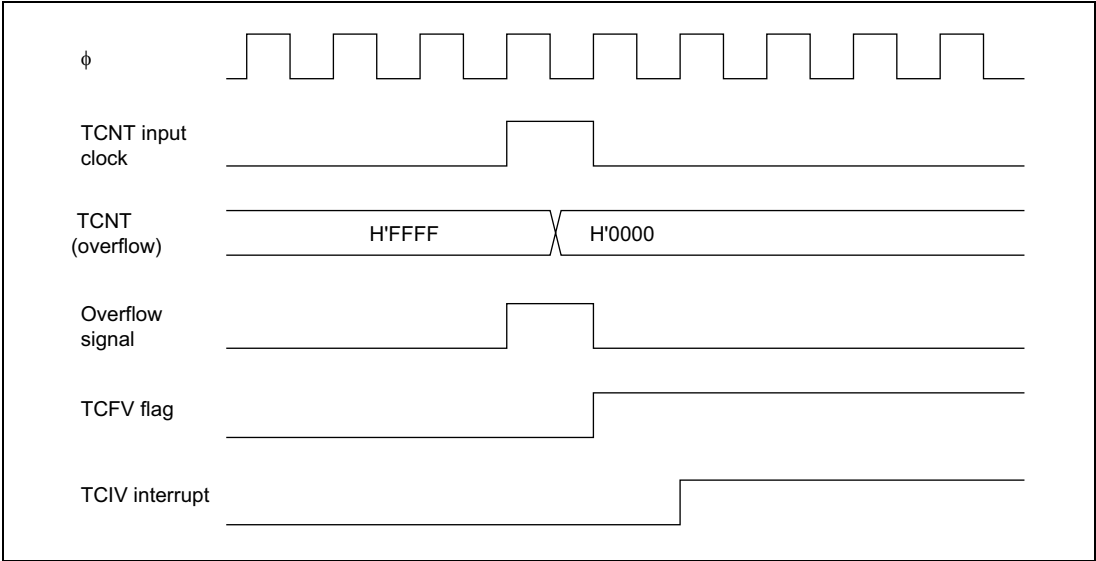 ϕ
TCNT input
clock
TCNT
(overflow)
H'FFFF
H'0000
Overflow
signal
TCFV flag
TCIV interrupt